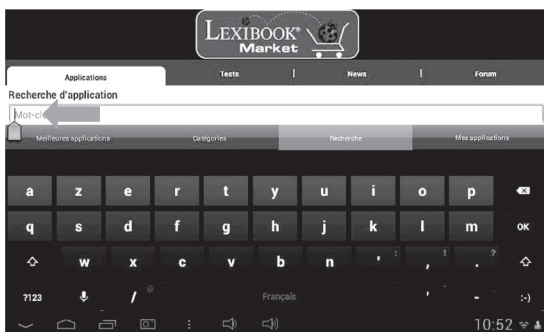 LEXIBOOK®
Market
Applications Tests | News | Forum
Recherche d'application
Mot-cl
Meilleures applications Catégories Recherche Mes applications
a z e r t y u i o p
q s d f g h j k l m OK
w x c v b n ' : , ! . ?
?123 / @ Français ' - _ :-)
10:52